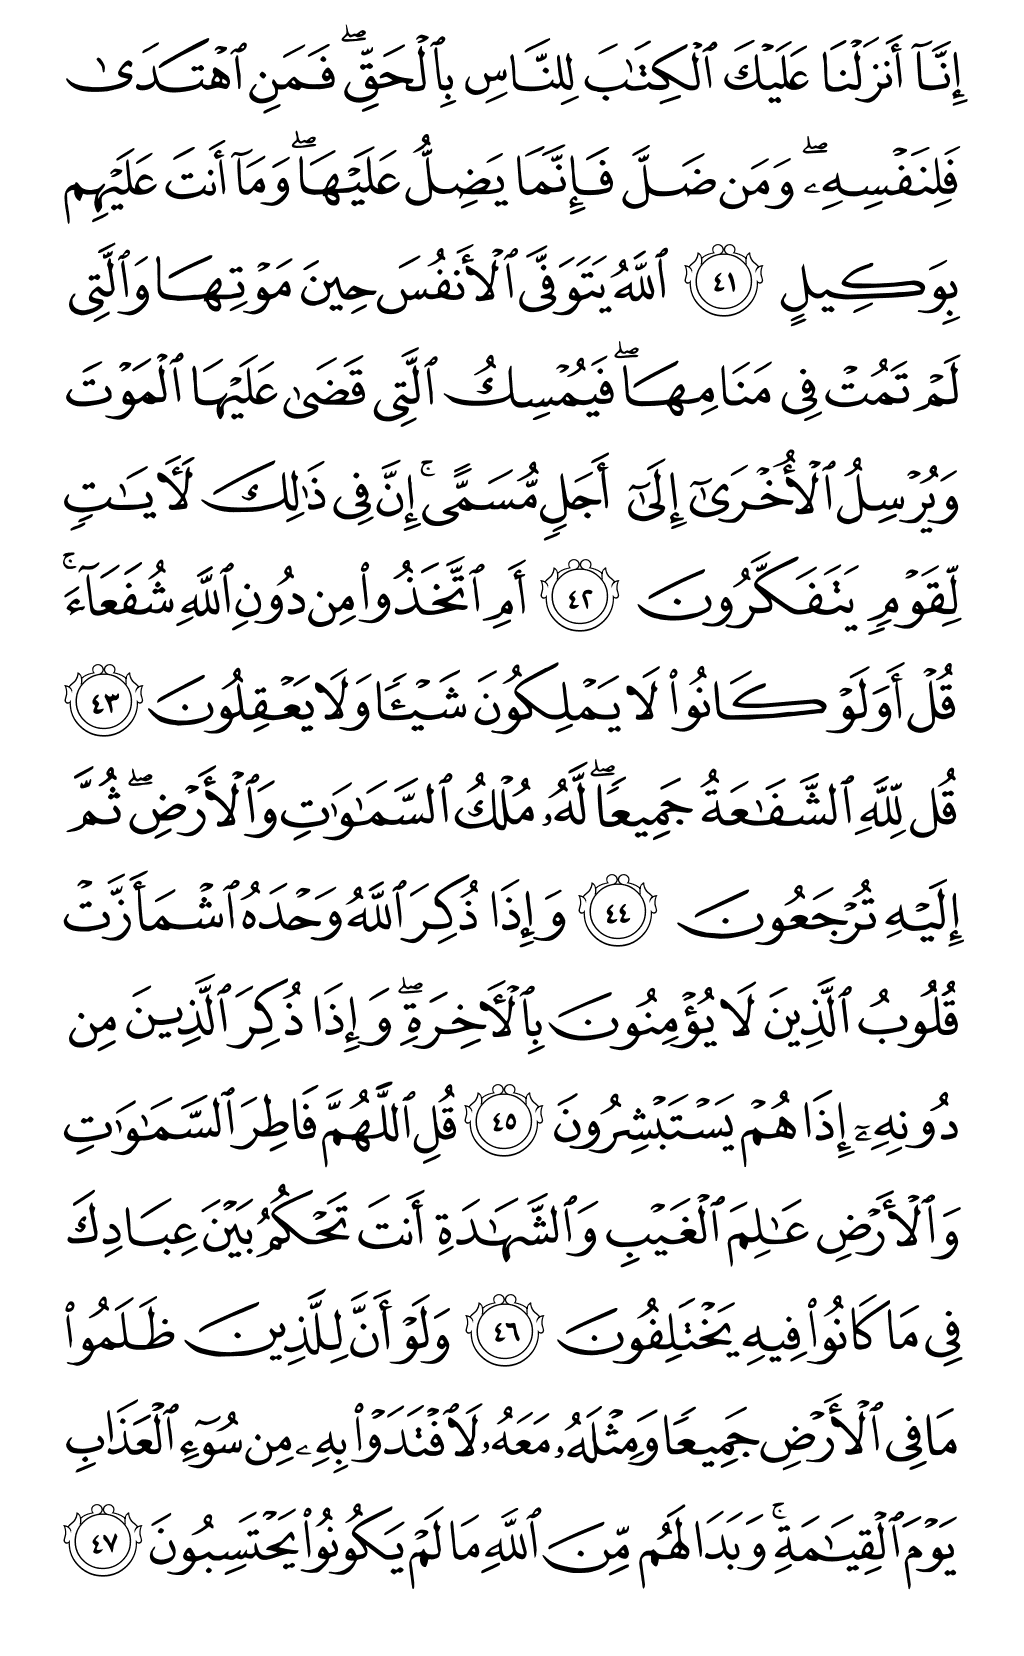 إِنَّآ أَنزَلْنَا عَلَيْكَ ٱلْكِتَـٰبَ لِلنَّاسِ بِٱلْحَقِّ ۖ فَمَنِ ٱهْتَدَىٰ
فَلِنَفْسِهِۦ ۖ وَمَن ضَلَّ فَإِنَّمَا يَضِلُّ عَلَيْهَا ۖ وَمَآ أَنتَ عَلَيْهِم
بِوَكِيلٍ ٤١ ٱللَّهُ يَتَوَفَّى ٱلْأَنفُسَ حِينَ مَوْتِهَا وَٱلَّتِى
لَمْ تَمُتْ فِى مَنَامِهَا ۖ فَيُمْسِكُ ٱلَّتِى قَضَىٰ عَلَيْهَا ٱلْمَوْتَ
وَيُرْسِلُ ٱلْأُخْرَىٰٓ إِلَىٰٓ أَجَلٍ مُّسَمًّى ۚ إِنَّ فِى ذَٰلِكَ لَـَٔايَـٰتٍ
لِّقَوْمٍ يَتَفَكَّرُونَ ٤٢ أَمِ ٱتَّخَذُوا۟ مِن دُونِ ٱللَّهِ شُفَعَآءَ ۚ
قُلْ أَوَلَوْ كَانُوا۟ لَا يَمْلِكُونَ شَيْـًٔا وَلَا يَعْقِلُونَ ٤٣
قُل لِّلَّهِ ٱلشَّفَـٰعَةُ جَمِيعًا ۖ لَّهُۥ مُلْكُ ٱلسَّمَـٰوَٰتِ وَٱلْأَرْضِ ۖ ثُمَّ
إِلَيْهِ تُرْجَعُونَ ٤٤ وَإِذَا ذُكِرَ ٱللَّهُ وَحْدَهُ ٱشْمَأَزَّتْ
قُلُوبُ ٱلَّذِينَ لَا يُؤْمِنُونَ بِٱلْـَٔاخِرَةِ ۖ وَإِذَا ذُكِرَ ٱلَّذِينَ مِن
دُونِهِۦٓ إِذَا هُمْ يَسْتَبْشِرُونَ ٤٥ قُلِ ٱللَّهُمَّ فَاطِرَ ٱلسَّمَـٰوَٰتِ
وَٱلْأَرْضِ عَـٰلِمَ ٱلْغَيْبِ وَٱلشَّهَـٰدَةِ أَنتَ تَحْكُمُ بَيْنَ عِبَادِكَ
فِى مَا كَانُوا۟ فِيهِ يَخْتَلِفُونَ ٤٦ وَلَوْ أَنَّ لِلَّذِينَ ظَلَمُوا۟
مَا فِى ٱلْأَرْضِ جَمِيعًا وَمِثْلَهُۥ مَعَهُۥ لَٱفْتَدَوْا۟ بِهِۦ مِن سُوٓءِ ٱلْعَذَابِ
يَوْمَ ٱلْقِيَـٰمَةِ ۚ وَبَدَا لَهُم مِّنَ ٱللَّهِ مَا لَمْ يَكُونُوا۟ يَحْتَسِبُونَ ٤٧